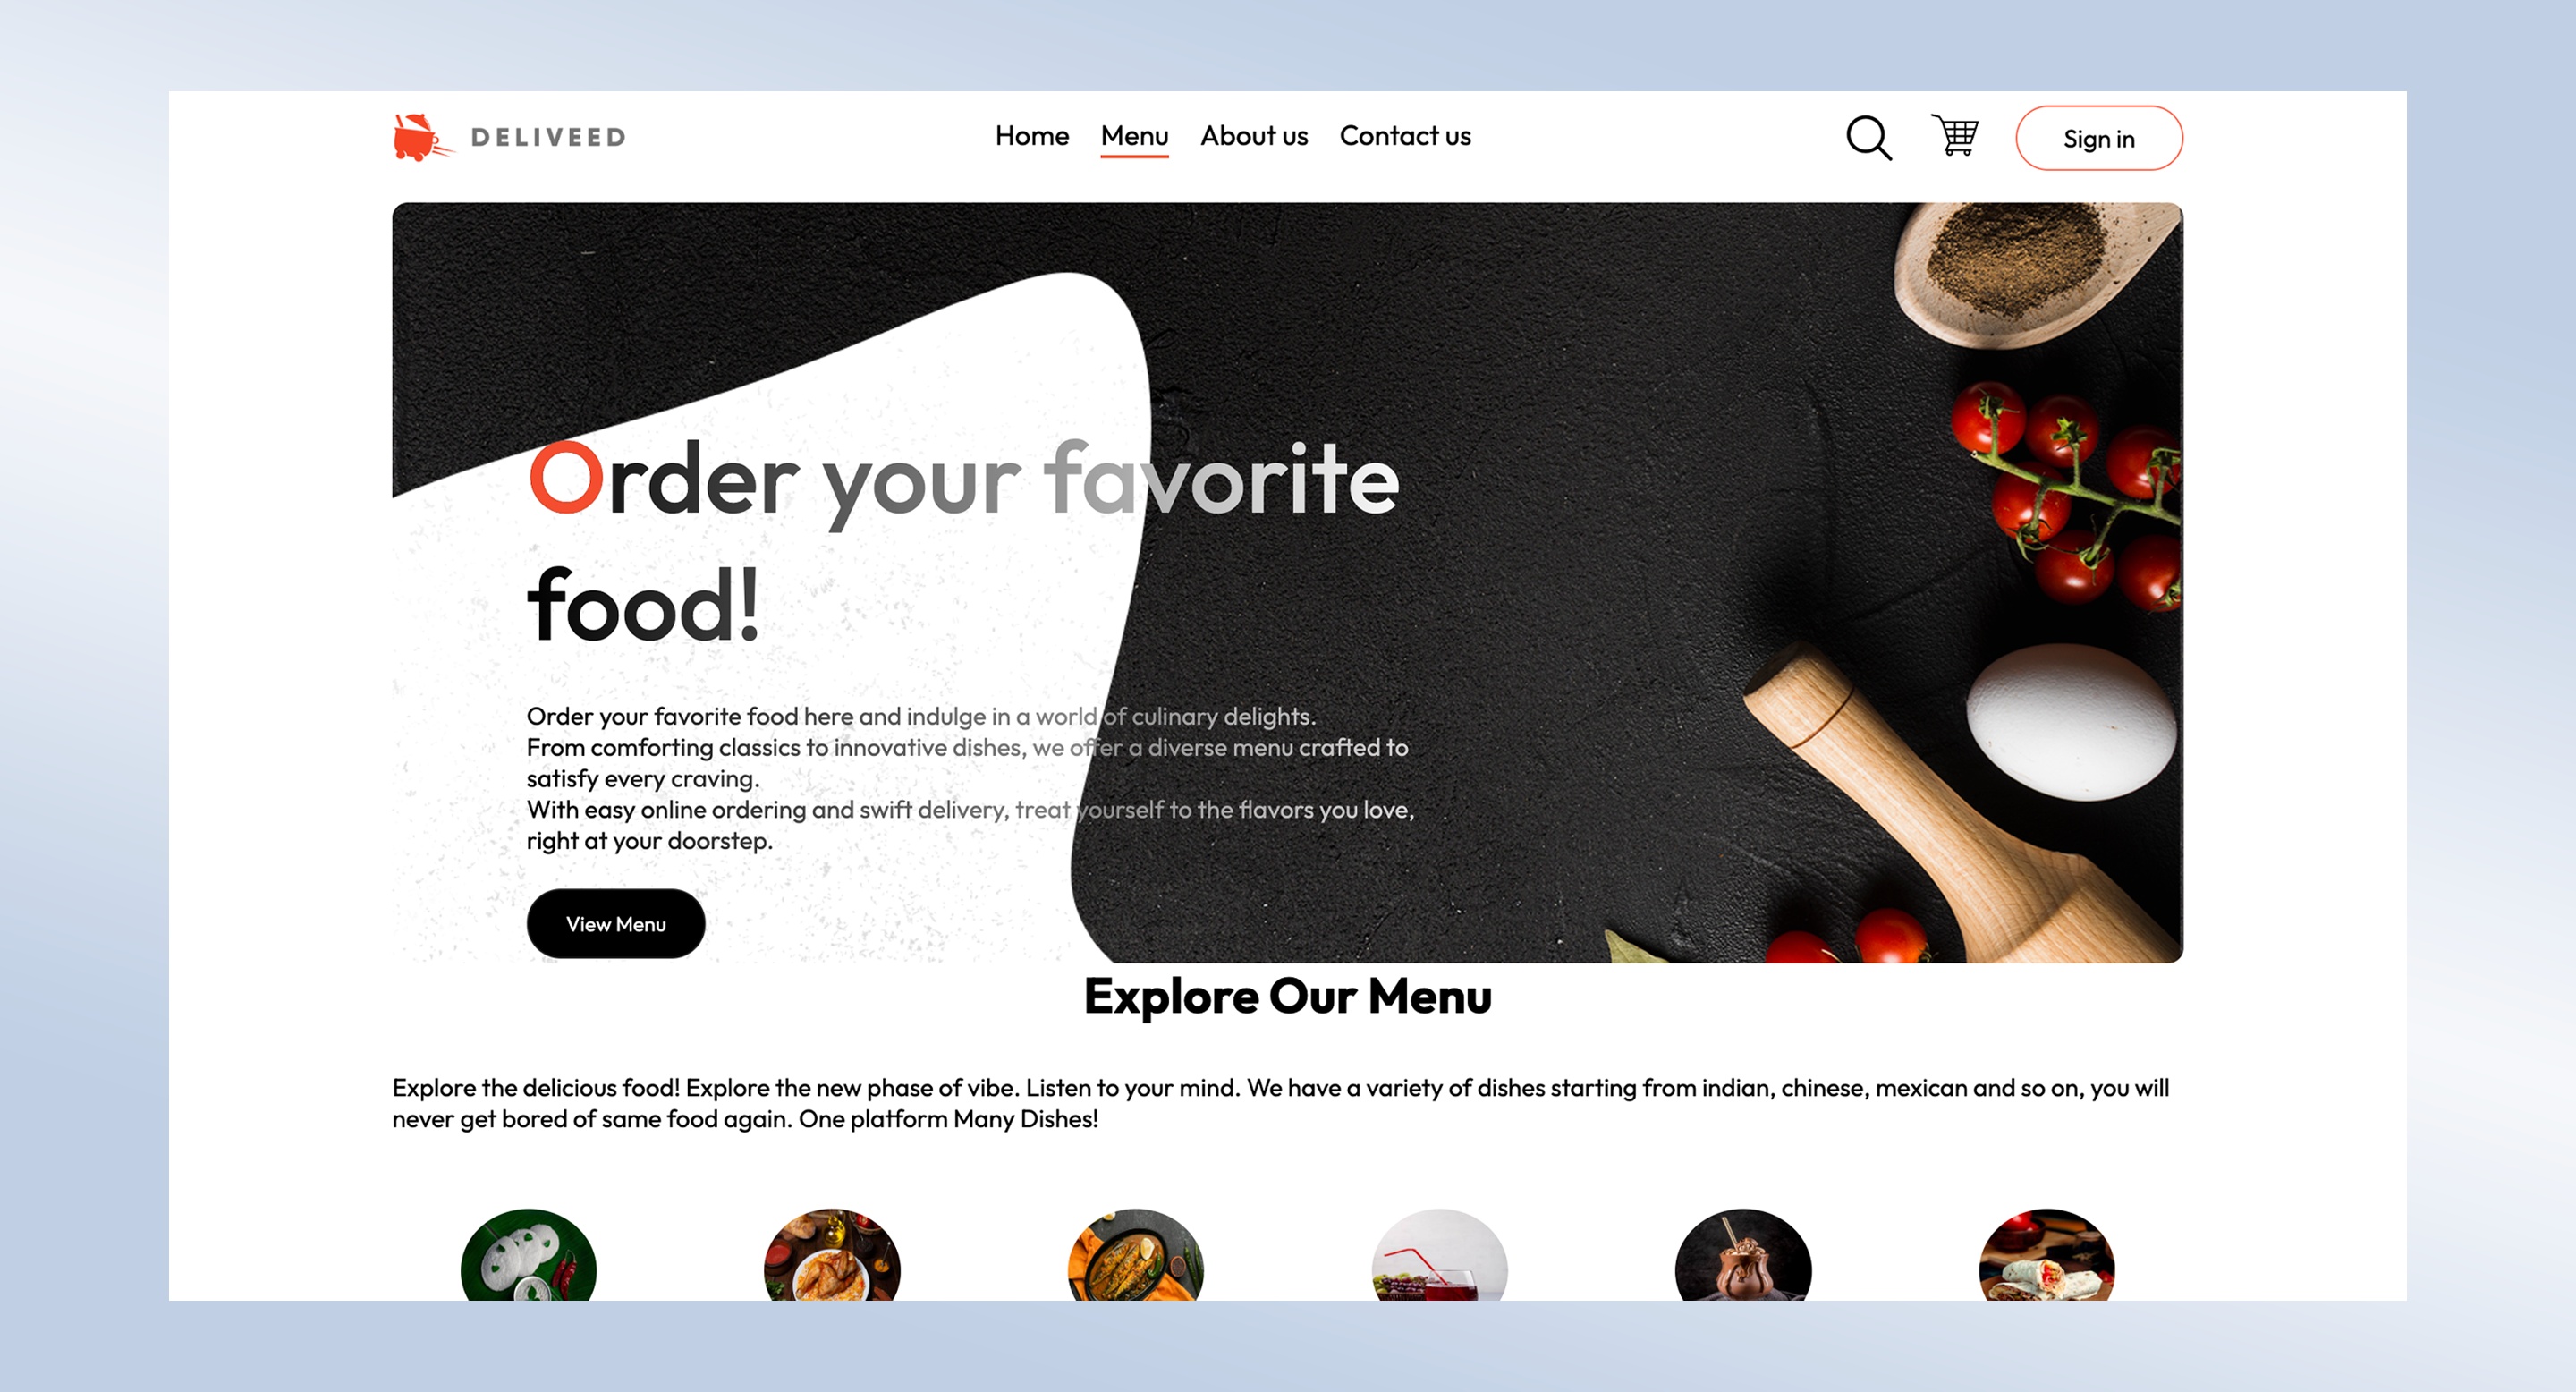 DELIVEED
Home Menu About us Contact us
Sign in
Order your favorite
food!
Order your favorite food here and indulge in a world of culinary delights.
From comforting classics to innovative dishes, we offer a diverse menu crafted to
satisfy every craving.
With easy online ordering and swift delivery, treat yourself to the flavors you love,
right at your doorstep.
View Menu
Explore Our Menu
Explore the delicious food! Explore the new phase of vibe. Listen to your mind. We have a variety of dishes starting from indian, chinese, mexican and so on, you will
never get bored of same food again. One platform Many Dishes!